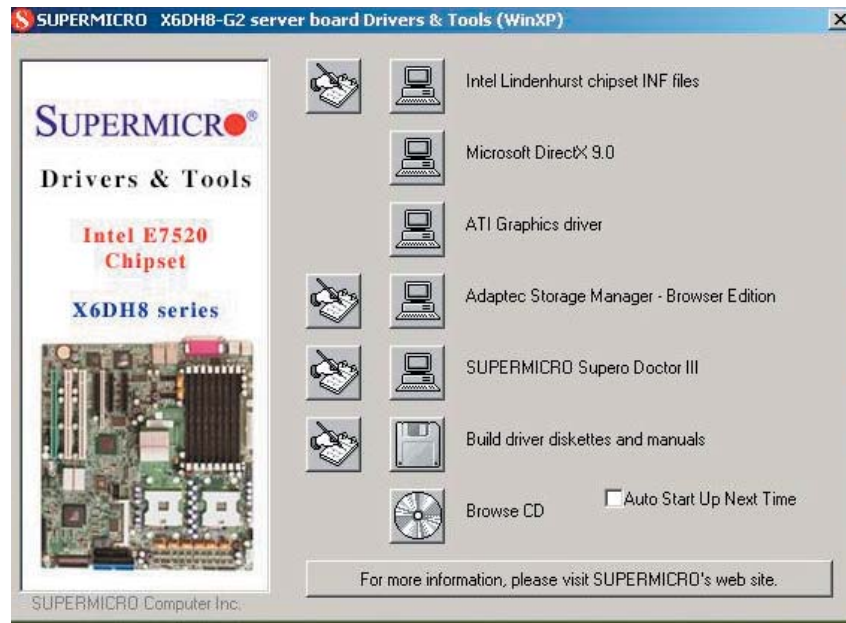 SUPERMICRO X6DH8-G2 server board Drivers & Tools (WinXP)
SUPERMICRO®
Drivers & Tools
Intel E7520
Chipset
X6DH8 series
SUPERMICRO Computer Inc.
Intel Lindenhurst chipset INF files
Microsoft DirectX 9.0
ATI Graphics driver
Adaptec Storage Manager - Browser Edition
SUPERMICRO Supero Doctor III
Build driver diskettes and manuals
Browse CD
Auto Start Up Next Time
For more information, please visit SUPERMICRO's web site.